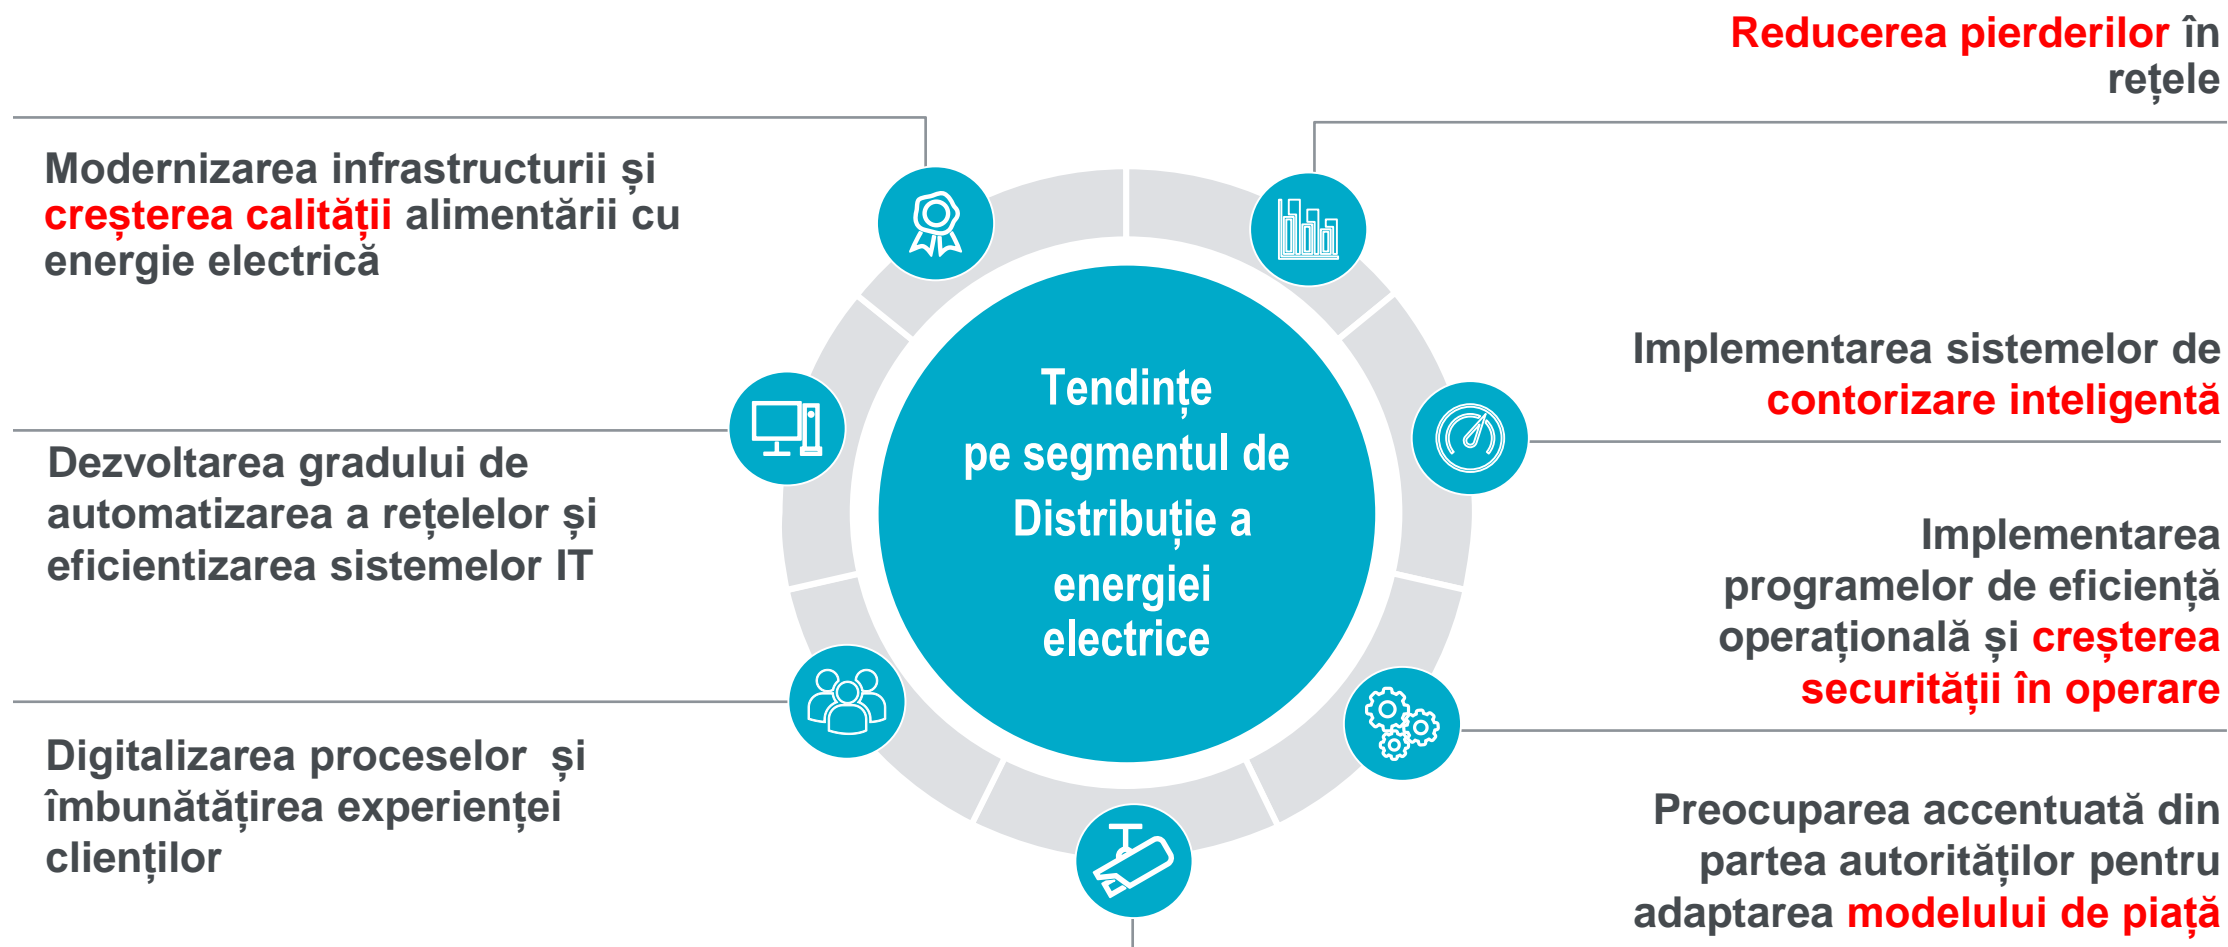 Reducerea pierderilor în
rețele
Modernizarea infrastructurii și
creșterea calității alimentării cu
energie electrică
Implementarea sistemelor de
contorizare inteligentă
Tendințe
pe segmentul de
Distribuție a
energiei
electrice
Dezvoltarea gradului de
automatizarea a rețelelor și
eficientizarea sistemelor IT
Implementarea
programelor de eficiență
operațională și creșterea
securității în operare
Digitalizarea proceselor și
îmbunătățirea experienței
clienților
Preocuparea accentuată din
partea autorităților pentru
adaptarea modelului de piață